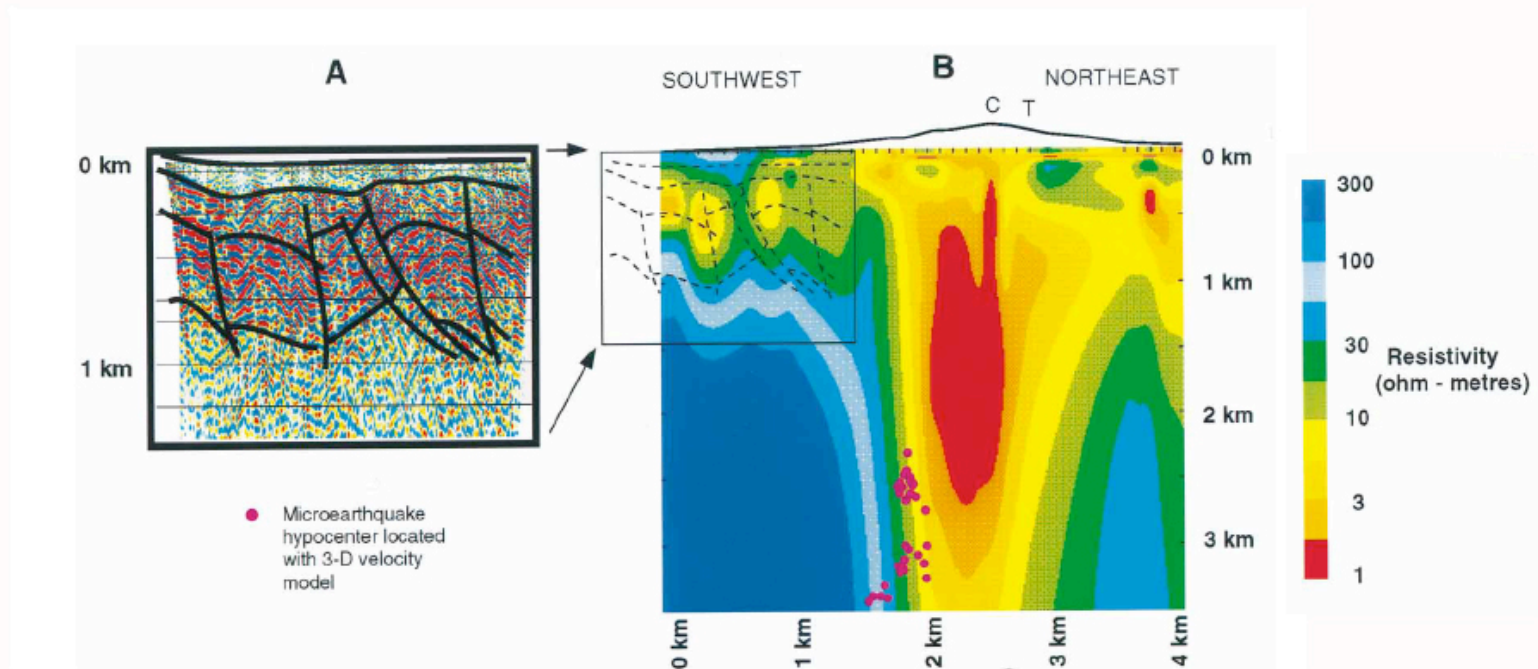 A
0 km
1 km
Microearthquake
hypocenter located
with 3-D velocity
model
B
SOUTHWEST
NORTHEAST
C T
0 km
1 km
2 km
3 km
0 km
1 km
2 km
3 km
4 km
300
100
30
10
3
1
Resistivity
(ohm - metres)